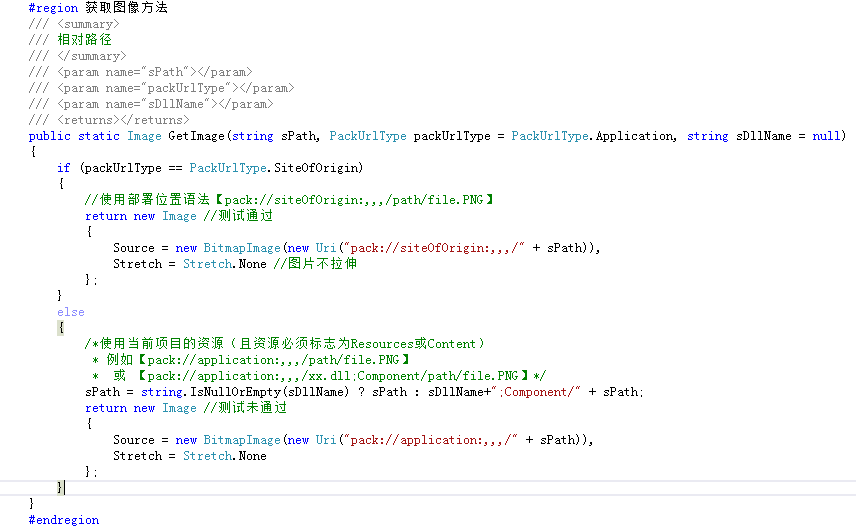 #region 获取图像方法
/// <summary>
/// 相对路径
/// </summary>
/// <param name="sPath"></param>
/// <param name="packUrlType"></param>
/// <param name="sDllName"></param>
/// <returns></returns>
public static Image GetImage(string sPath, PackUrlType packUrlType = PackUrlType.Application, string sDllName = null)
{
    if (packUrlType == PackUrlType.SiteOfOrigin)
    {
        //使用部署位置语法【pack://siteOfOrigin:,,,/path/file.PNG】
        return new Image //测试通过
        {
            Source = new BitmapImage(new Uri("pack://siteOfOrigin:,,,/" + sPath)),
            Stretch = Stretch.None //图片不拉伸
        };
    }
    else
    {
        /*使用当前项目的资源（且资源必须标志为Resources或Content）
         * 例如【pack://application:,,,/path/file.PNG】
         *  或 【pack://application:,,,/xx.dll;Component/path/file.PNG】*/
        sPath = string.IsNullOrEmpty(sDllName) ? sPath : sDllName+";Component/" + sPath;
        return new Image //测试未通过
        {
            Source = new BitmapImage(new Uri("pack://application:,,,/" + sPath)),
            Stretch = Stretch.None
        };
    }
}
#endregion